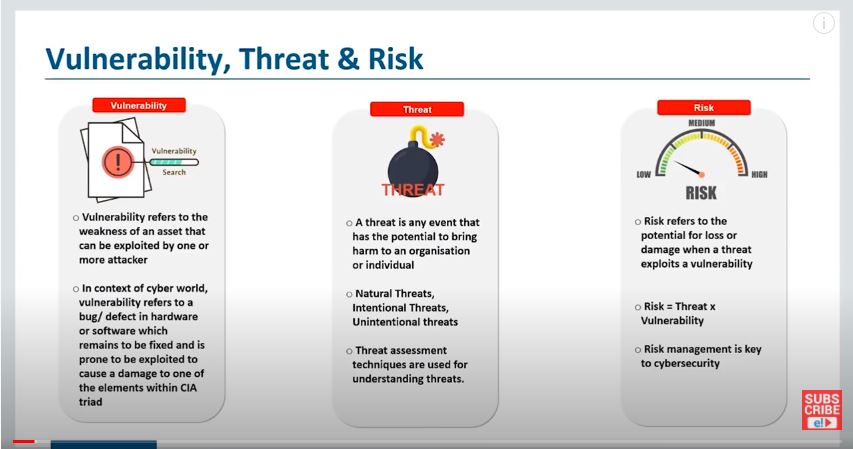 Vulnerability, Threat & Risk
Vulnerability
Vulnerability
Search
○ Vulnerability refers to the
weakness of an asset that
can be exploited by one or
more attacker
○ In context of cyber world,
vulnerability refers to a
bug/ defect in hardware
or software which
remains to be fixed and is
prone to be exploited to
cause a damage to one of
the elements within CIA
triad
Threat
THREAT
○ A threat is any event that
has the potential to bring
harm to an organisation
or individual
○ Natural Threats,
Intentional Threats,
Unintentional threats
○ Threat assessment
techniques are used for
understanding threats.
Risk
MEDIUM
LOW
HIGH
RISK
○ Risk refers to the
potential for loss or
damage when a threat
exploits a vulnerability
○ Risk = Threat x
Vulnerability
○ Risk management is key
to cybersecurity
SUBS
CRIBE
e!